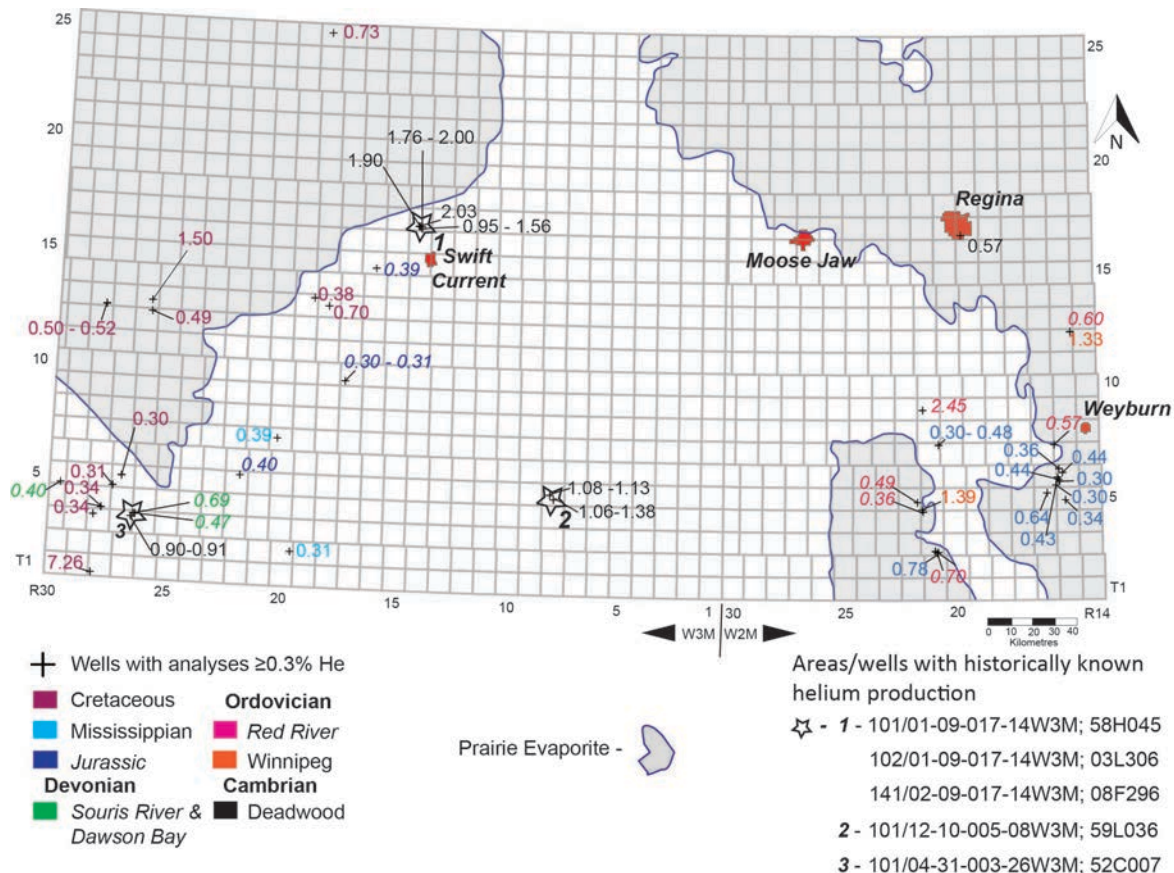 25
0.73
25
20
1.76 - 2.00
1.90
20
2.03
0.95 - 1.56
1
Swift
Current
Regina
0.57
Moose Jaw
15
1.50
0.39
15
0.38
0.70
0.49
0.50 - 0.52
0.60
1.33
10
0.30 - 0.31
10
2.45
Weyburn
0.57
0.30
0.39
0.30 - 0.48
0.36
0.44
5
0.31
0.40
0.44
0.30
0.40
0.34
0.69
1.08 - 1.13
0.49
1.39
0.30
5
0.34
0.47
1.06-1.38
0.36
0.64
0.34
3
2
0.43
0.90-0.91
0.31
0.78
0.70
T1
7.26
T1
R30
25
20
15
10
5
1
30
25
20
R14
W3M
W2M
0 10 20 30 40
Kilometres
N
Wells with analyses ≥0.3% He
Cretaceous
Mississippian
Jurassic
Devonian
Souris River &
Dawson Bay
Ordovician
Red River
Winnipeg
Cambrian
Deadwood
Prairie Evaporite -
Areas/wells with historically known
helium production
- 1 - 101/01-09-017-14W3M; 58H045
102/01-09-017-14W3M; 03L306
141/02-09-017-14W3M; 08F296
2 - 101/12-10-005-08W3M; 59L036
3 - 101/04-31-003-26W3M; 52C007